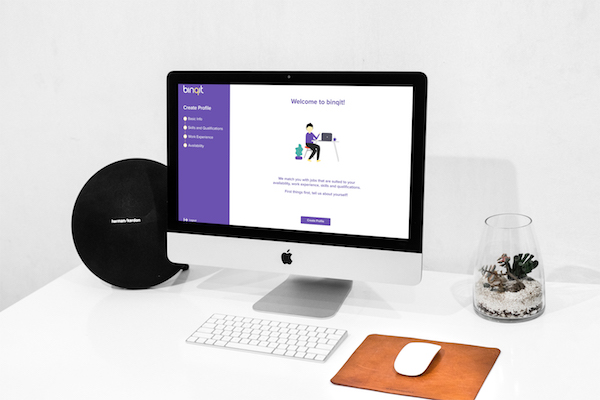 binqit
Create Profile
Basic Info
Skills and Qualifications
Work Experience
Availability
Welcome to binqit!
We match you with jobs that are suited to your
availability, work experience, skills and qualifications.
First things first, tell us about yourself!
Create Profile
harman/kardon